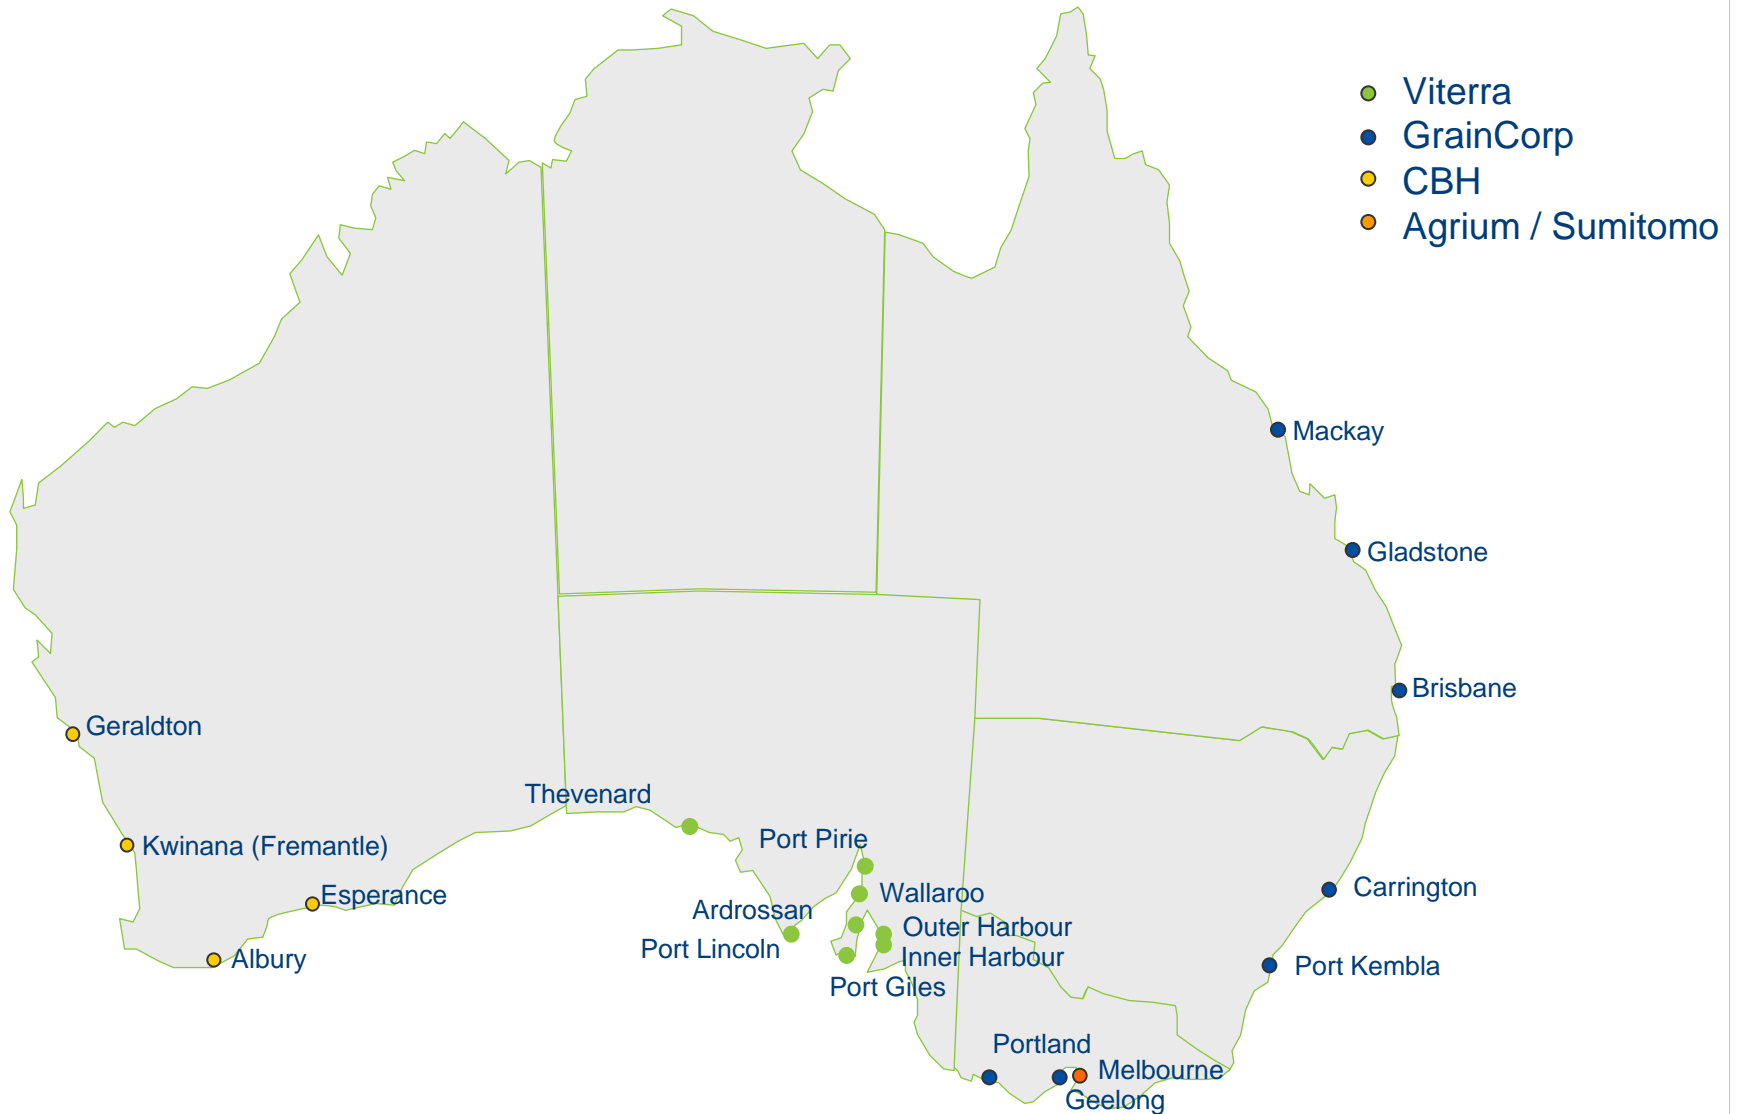 Viterra
GrainCorp
CBH
Agrium / Sumitomo
Mackay
Gladstone
Brisbane
Geraldton
Thevenard
Port Pirie
Kwinana (Fremantle)
Esperance
Wallaroo
Carrington
Ardrossan
Outer Harbour
Port Lincoln
Inner Harbour
Albury
Port Kembla
Port Giles
Portland
Melbourne
Geelong